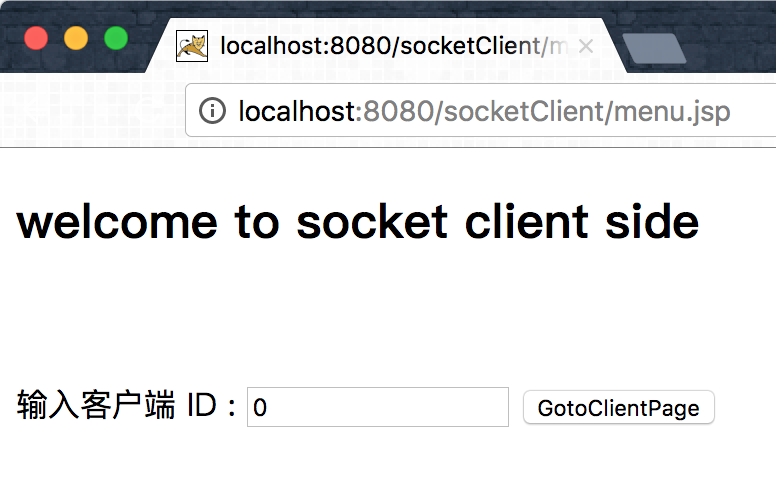 localhost:8080/socketClient/m
localhost:8080/socketClient/menu.jsp
welcome to socket client side
输入客户端 ID : 0 GotoClientPage